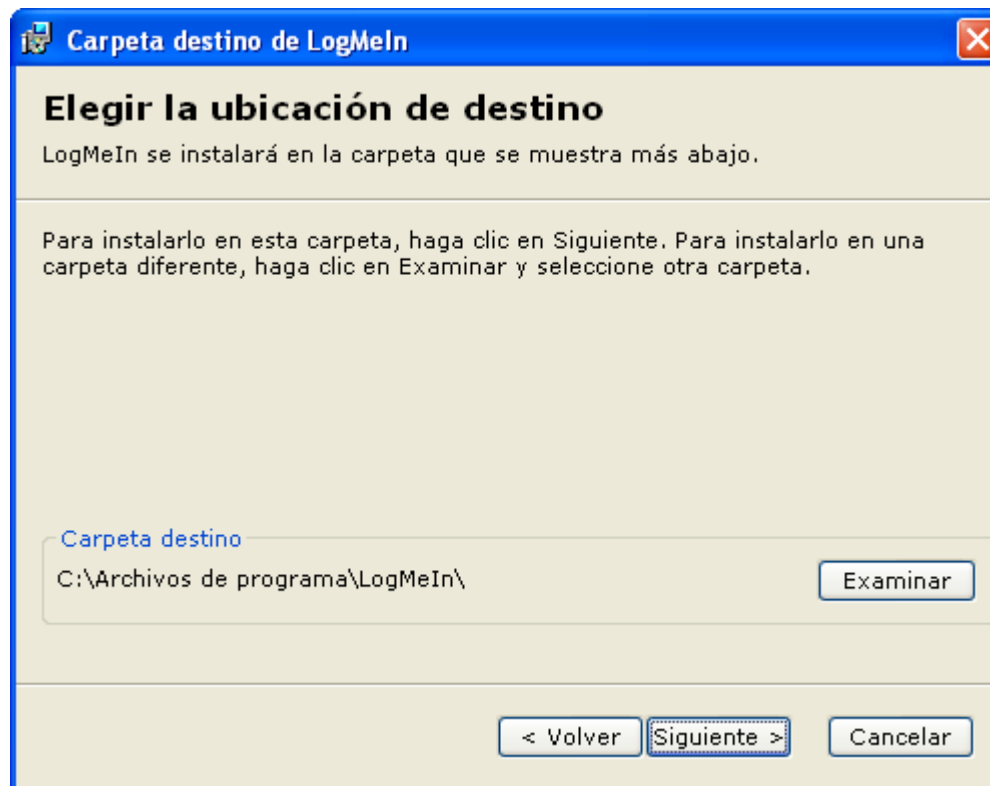 Carpeta destino de LogMeIn
Elegir la ubicación de destino
LogMeIn se instalará en la carpeta que se muestra más abajo.
Para instalarlo en esta carpeta, haga clic en Siguiente. Para instalarlo en una
carpeta diferente, haga clic en Examinar y seleccione otra carpeta.
Carpeta destino
C:\Archivos de programa\LogMeIn\
Examinar
< Volver Siguiente > Cancelar